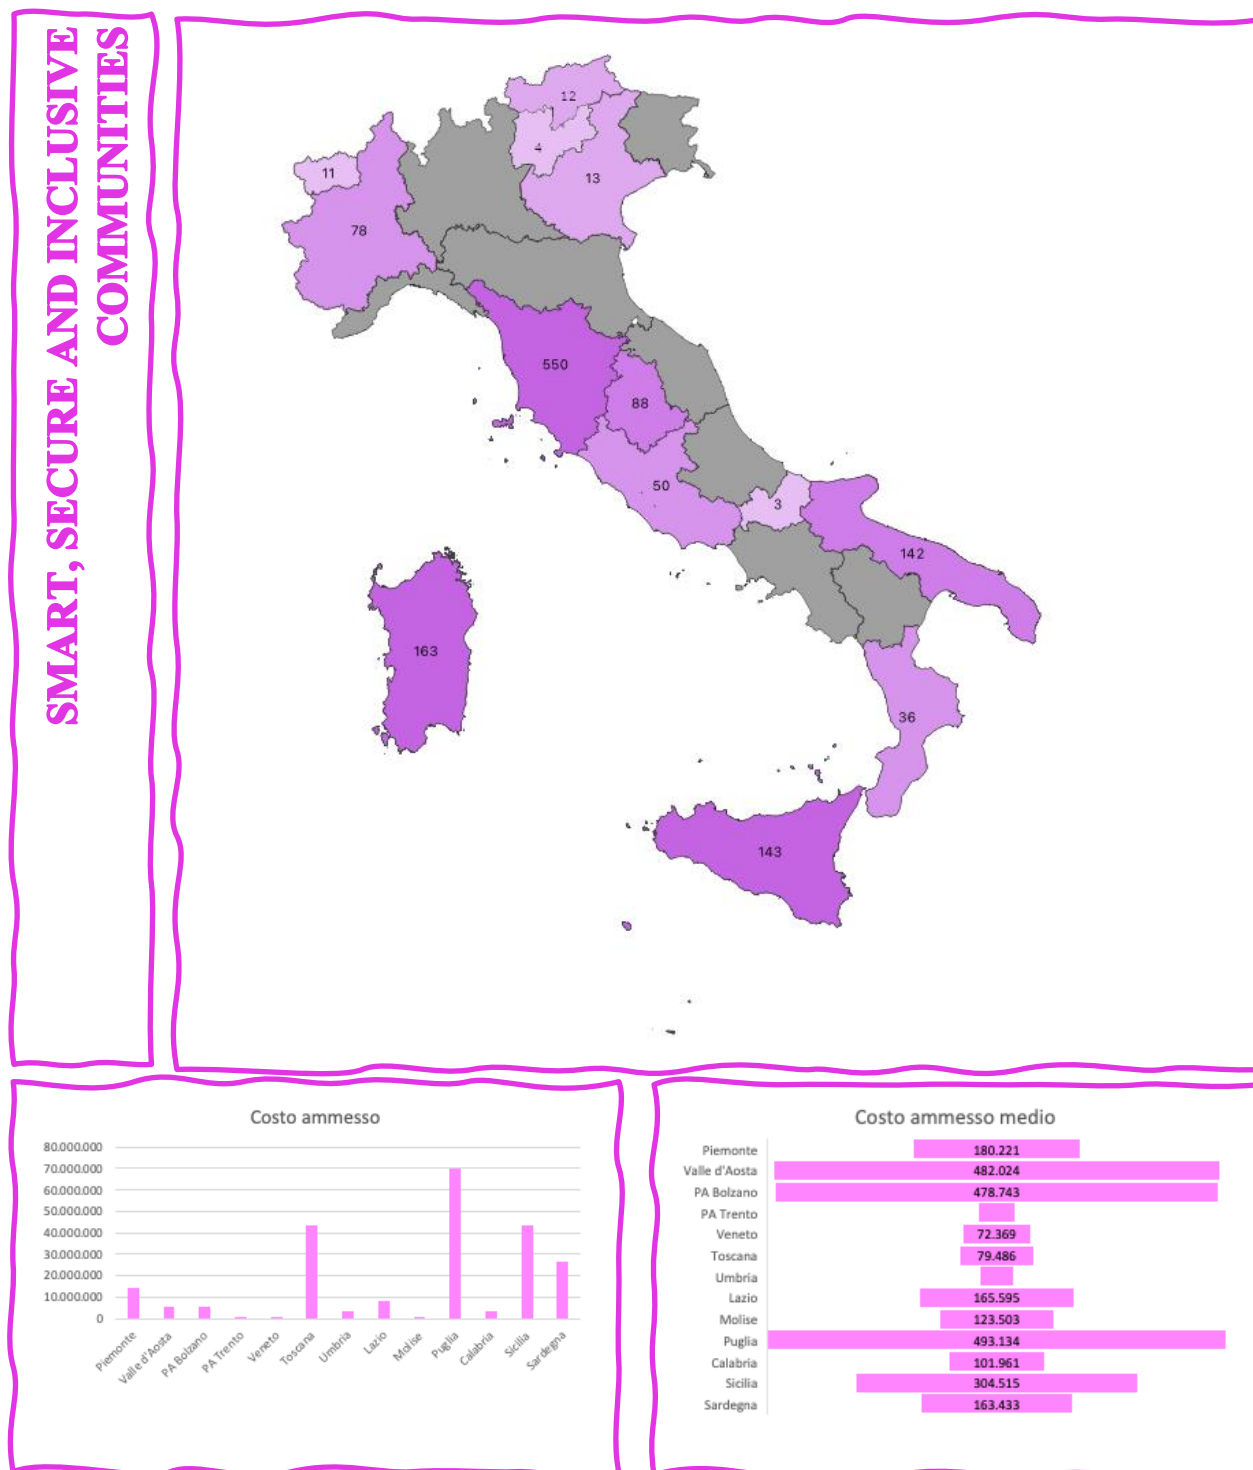 SMART, SECURE AND INCLUSIVE
COMMUNITIES
12
4
11
13
78
550
88
50
3
142
163
36
143
Costo ammesso
80.000.000
70.000.000
60.000.000
50.000.000
40.000.000
30.000.000
20.000.000
10.000.000
0
Piemonte
Valle d'Aosta
PA Bolzano
PA Trento
Veneto
Toscana
Umbria
Lazio
Molise
Puglia
Calabria
Sicilia
Sardegna
Costo ammesso medio
Piemonte 180.221
Valle d'Aosta 482.024
PA Bolzano 478.743
PA Trento
Veneto 72.369
Toscana 79.486
Umbria
Lazio 165.595
Molise 123.503
Puglia 493.134
Calabria 101.961
Sicilia 304.515
Sardegna 163.433